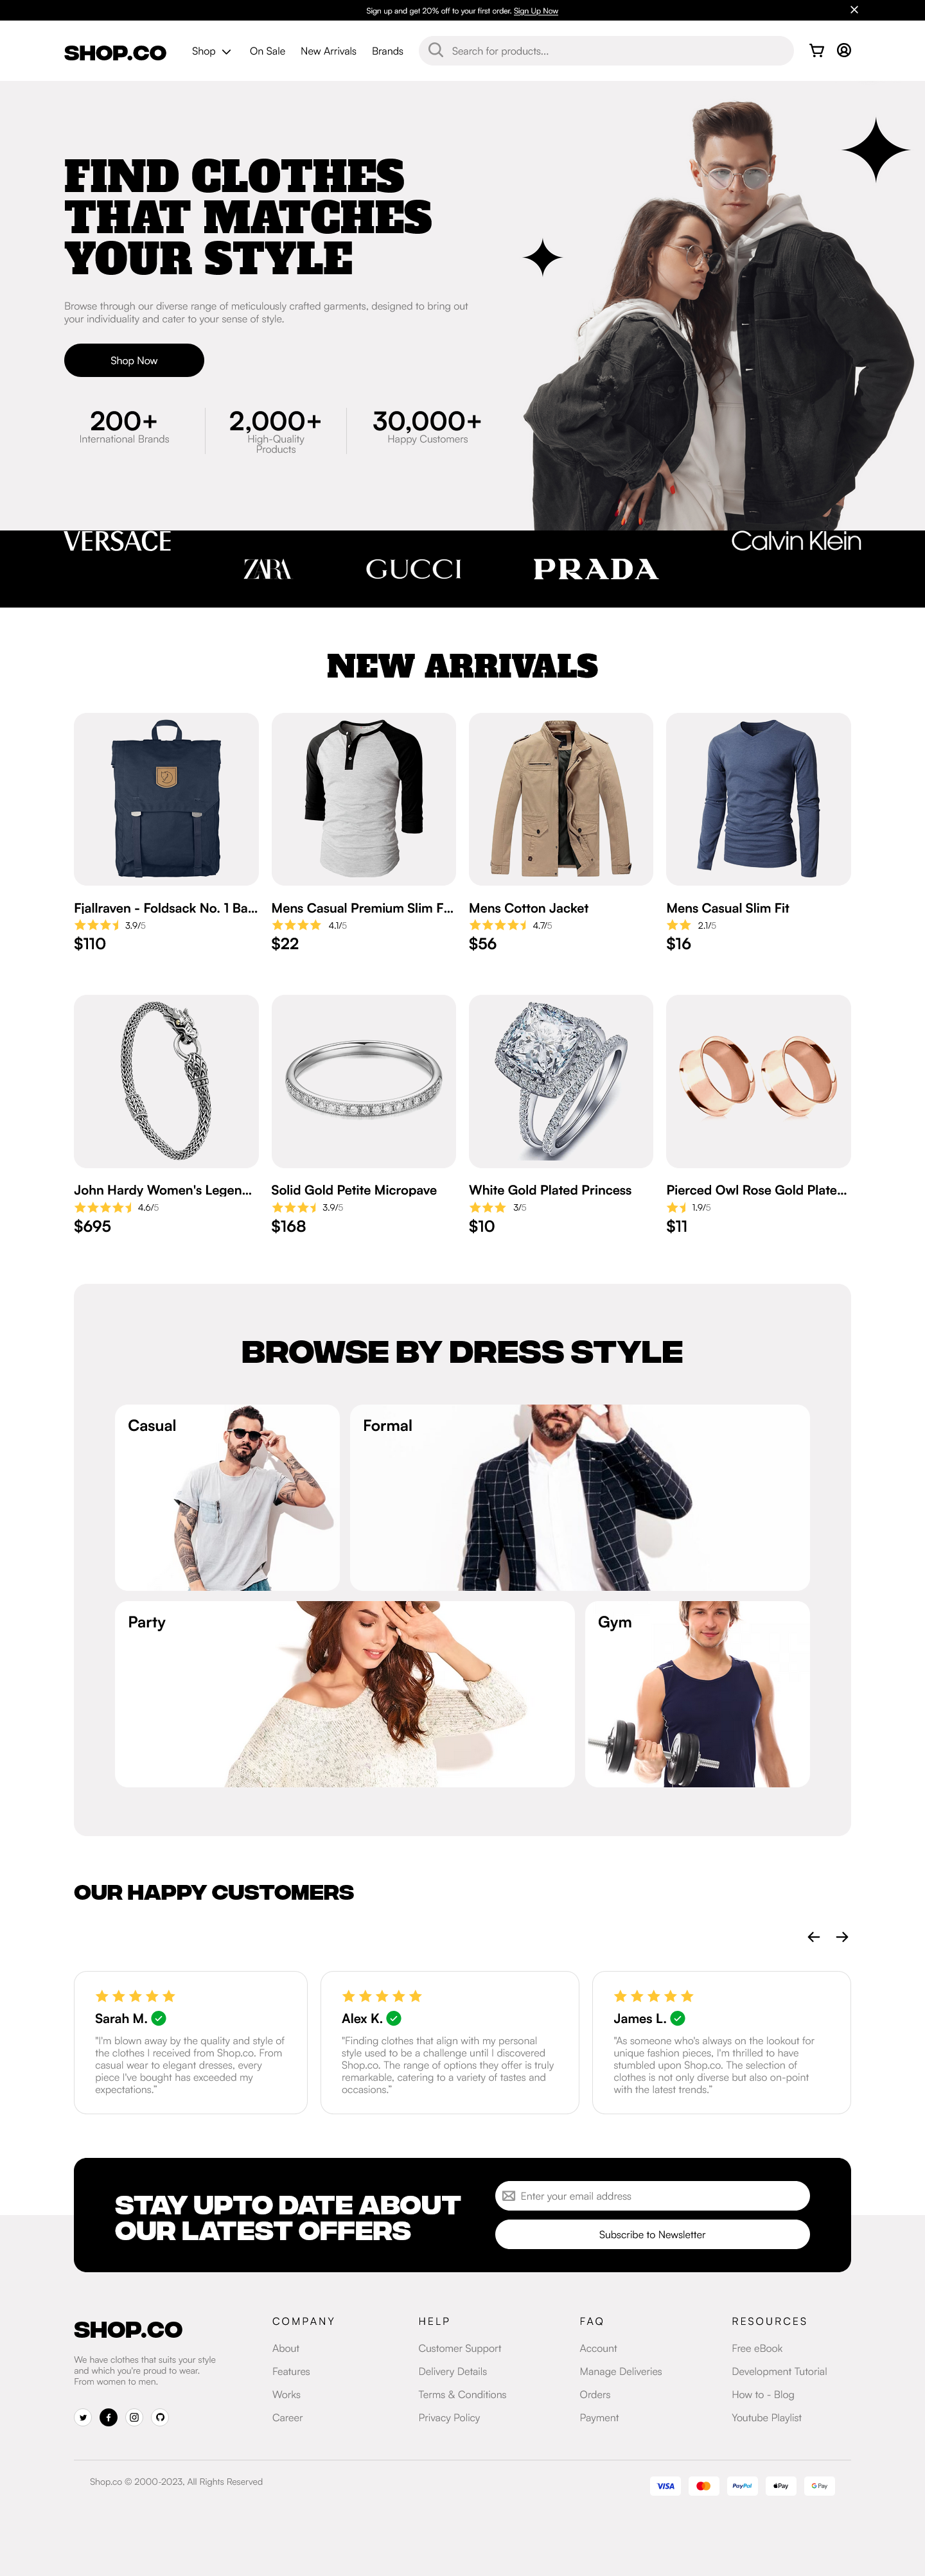 Sign up and get 20% off to your first order. Sign Up Now
SHOP.CO
Shop
On Sale
New Arrivals
Brands
Search for products...
FIND CLOTHES
THAT MATCHES
YOUR STYLE
Browse through our diverse range of meticulously crafted garments, designed to bring out
your individuality and cater to your sense of style.
Shop Now
200+
International Brands
2,000+
High-Quality
Products
30,000+
Happy Customers
VERSACE
ZARA
GUCCI
PRADA
Calvin Klein
NEW ARRIVALS
Fjallraven - Foldsack No. 1 Ba...
3.9/5
$110
Mens Casual Premium Slim F...
4.1/5
$22
Mens Cotton Jacket
4.7/5
$56
Mens Casual Slim Fit
2.1/5
$16
John Hardy Women's Legen...
4.6/5
$695
Solid Gold Petite Micropave
3.9/5
$168
White Gold Plated Princess
3/5
$10
Pierced Owl Rose Gold Plate...
1.9/5
$11
BROWSE BY DRESS STYLE
Casual
Formal
Party
Gym
OUR HAPPY CUSTOMERS
Sarah M.
"I'm blown away by the quality and style of
the clothes I received from Shop.co. From
casual wear to elegant dresses, every
piece I've bought has exceeded my
expectations."
Alex K.
"Finding clothes that align with my personal
style used to be a challenge until I discovered
Shop.co. The range of options they offer is truly
remarkable, catering to a variety of tastes and
occasions."
James L.
"As someone who's always on the lookout for
unique fashion pieces, I'm thrilled to have
stumbled upon Shop.co. The selection of
clothes is not only diverse but also on-point
with the latest trends."
STAY UPTO DATE ABOUT
OUR LATEST OFFERS
Enter your email address
Subscribe to Newsletter
SHOP.CO
We have clothes that suits your style
and which you're proud to wear.
From women to men.
COMPANY
About
Features
Works
Career
HELP
Customer Support
Delivery Details
Terms & Conditions
Privacy Policy
FAQ
Account
Manage Deliveries
Orders
Payment
RESOURCES
Free eBook
Development Tutorial
How to - Blog
Youtube Playlist
Shop.co © 2000-2023, All Rights Reserved
VISA
PayPal
Pay
G Pay